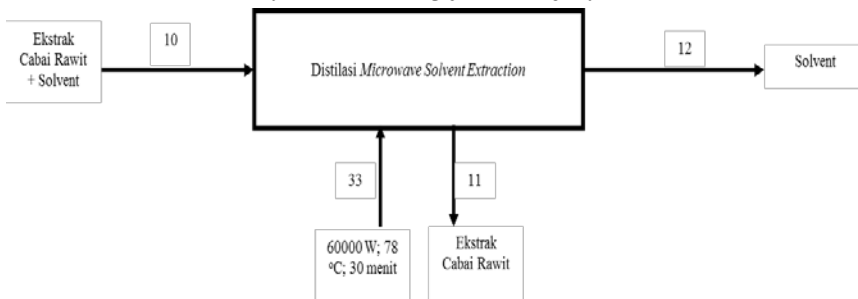 Ekstrak
Cabai Rawit
+ Solvent
10
Distilasi Microwave Solvent Extraction
12
Solvent
33
11
60000 W; 78
°C; 30 menit
Ekstrak
Cabai Rawit